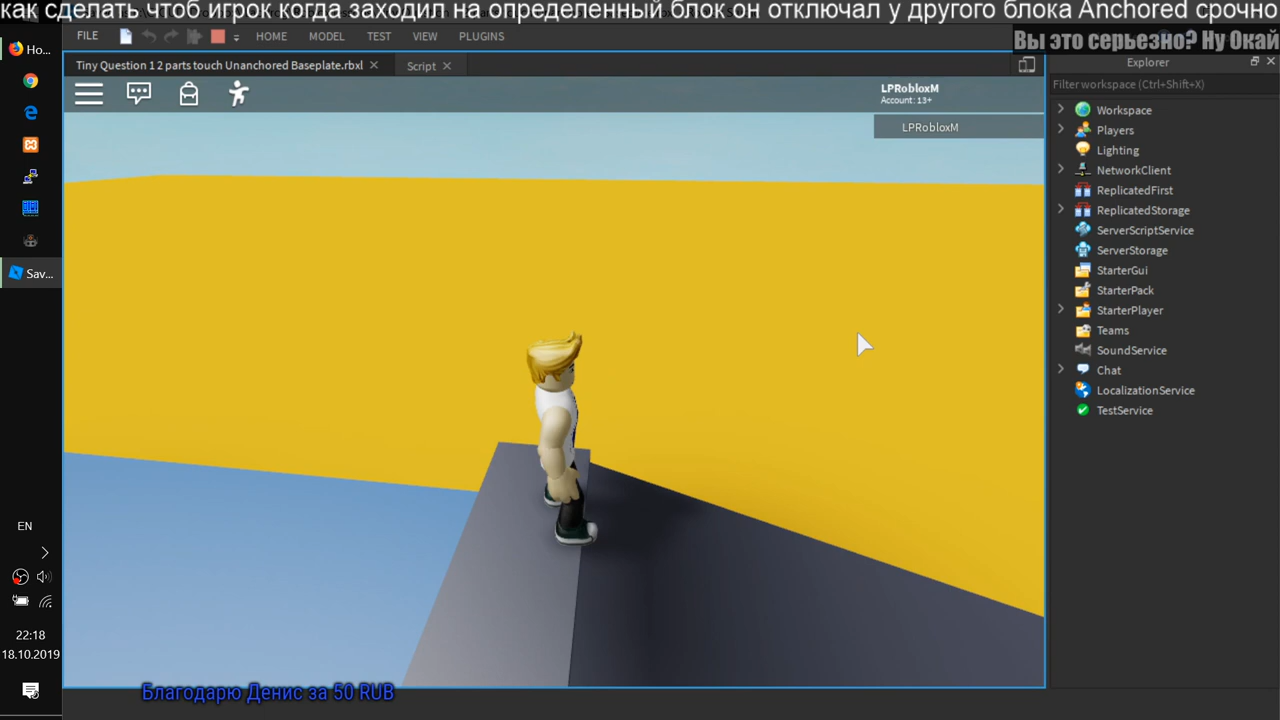 как сделать чтоб игрок когда заходил на определенный блок он отключал у другого блока Anchored срочно
Вы это серьезно? Ну Окай
FILE
HOME
MODEL
TEST
VIEW
PLUGINS
Ho...
Sav...
EN
22:18
18.10.2019
Tiny Question 1 2 parts touch Unanchored Baseplate.rbxl
Script
LPRobloxM
Account: 13+
LPRobloxM
Explorer
Filter workspace (Ctrl+Shift+X)
Workspace
Players
Lighting
NetworkClient
ReplicatedFirst
ReplicatedStorage
ServerScriptService
ServerStorage
StarterGui
StarterPack
StarterPlayer
Teams
SoundService
Chat
LocalizationService
TestService
Благодарю Денис за 50 RUB